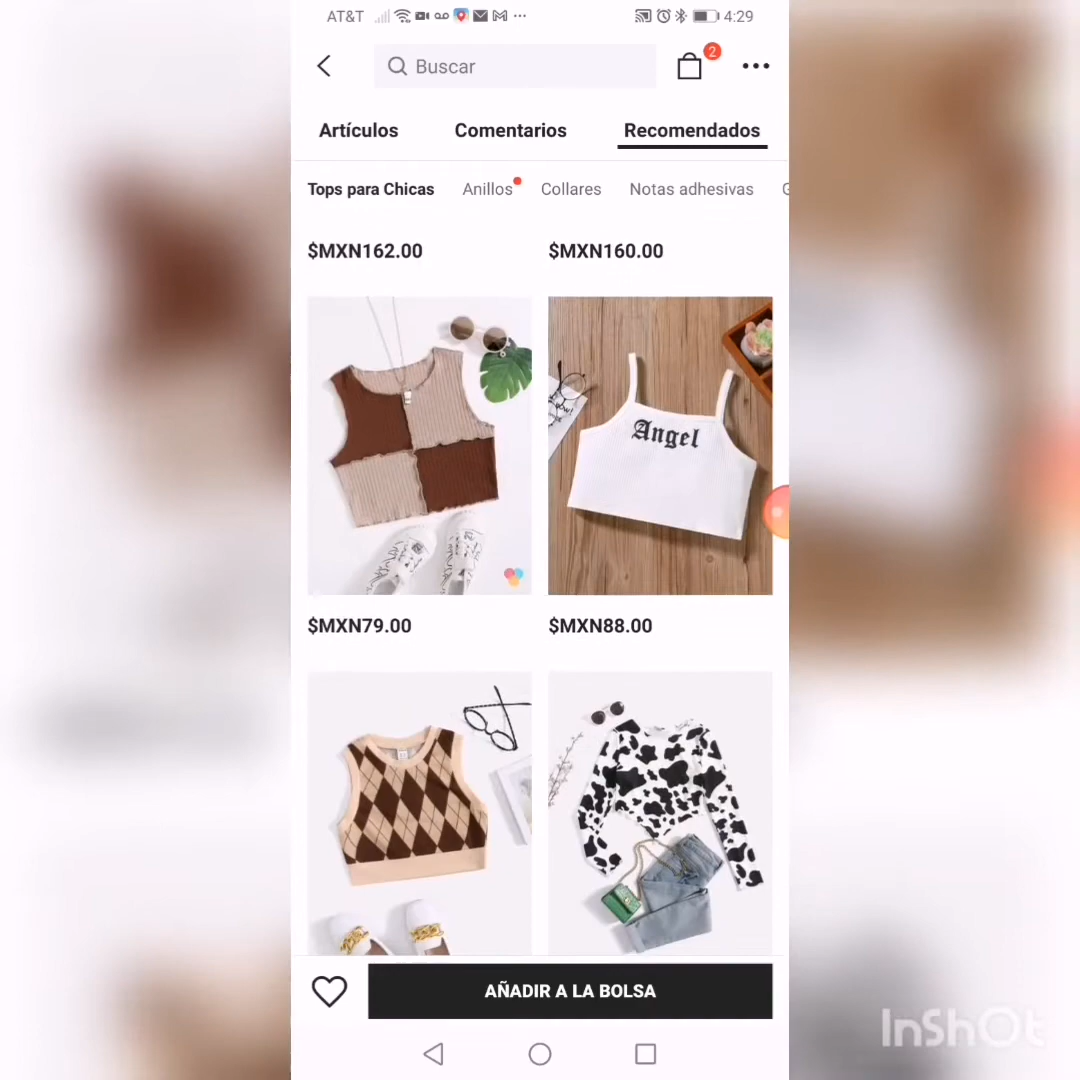 AT&T
4:29
Buscar
2
Artículos
Comentarios
Recomendados
Tops para Chicas
Anillos
Collares
Notas adhesivas
$MXN162.00
$MXN160.00
Angel
$MXN79.00
$MXN88.00
AÑADIR A LA BOLSA
InShOt